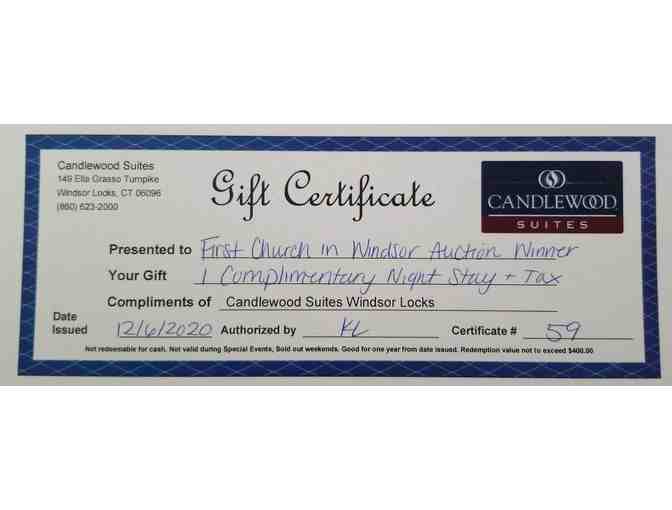 Candlewood Suites
149 Ella Grasso Turnpike
Windsor Locks, CT 06096
(860) 623-2000
Gift Certificate
CANDLEWOOD
SUITES
Presented to First Church in Windsor Auction Winner
Your Gift 1 Complimentary Night Stay + Tax
Compliments of Candlewood Suites Windsor Locks
Date
Issued 12/6/2020 Authorized by KL Certificate # 59
Not redeemable for cash. Not valid during Special Events, Sold out weekends. Good for one year from date issued. Redemption value not to exceed $400.00